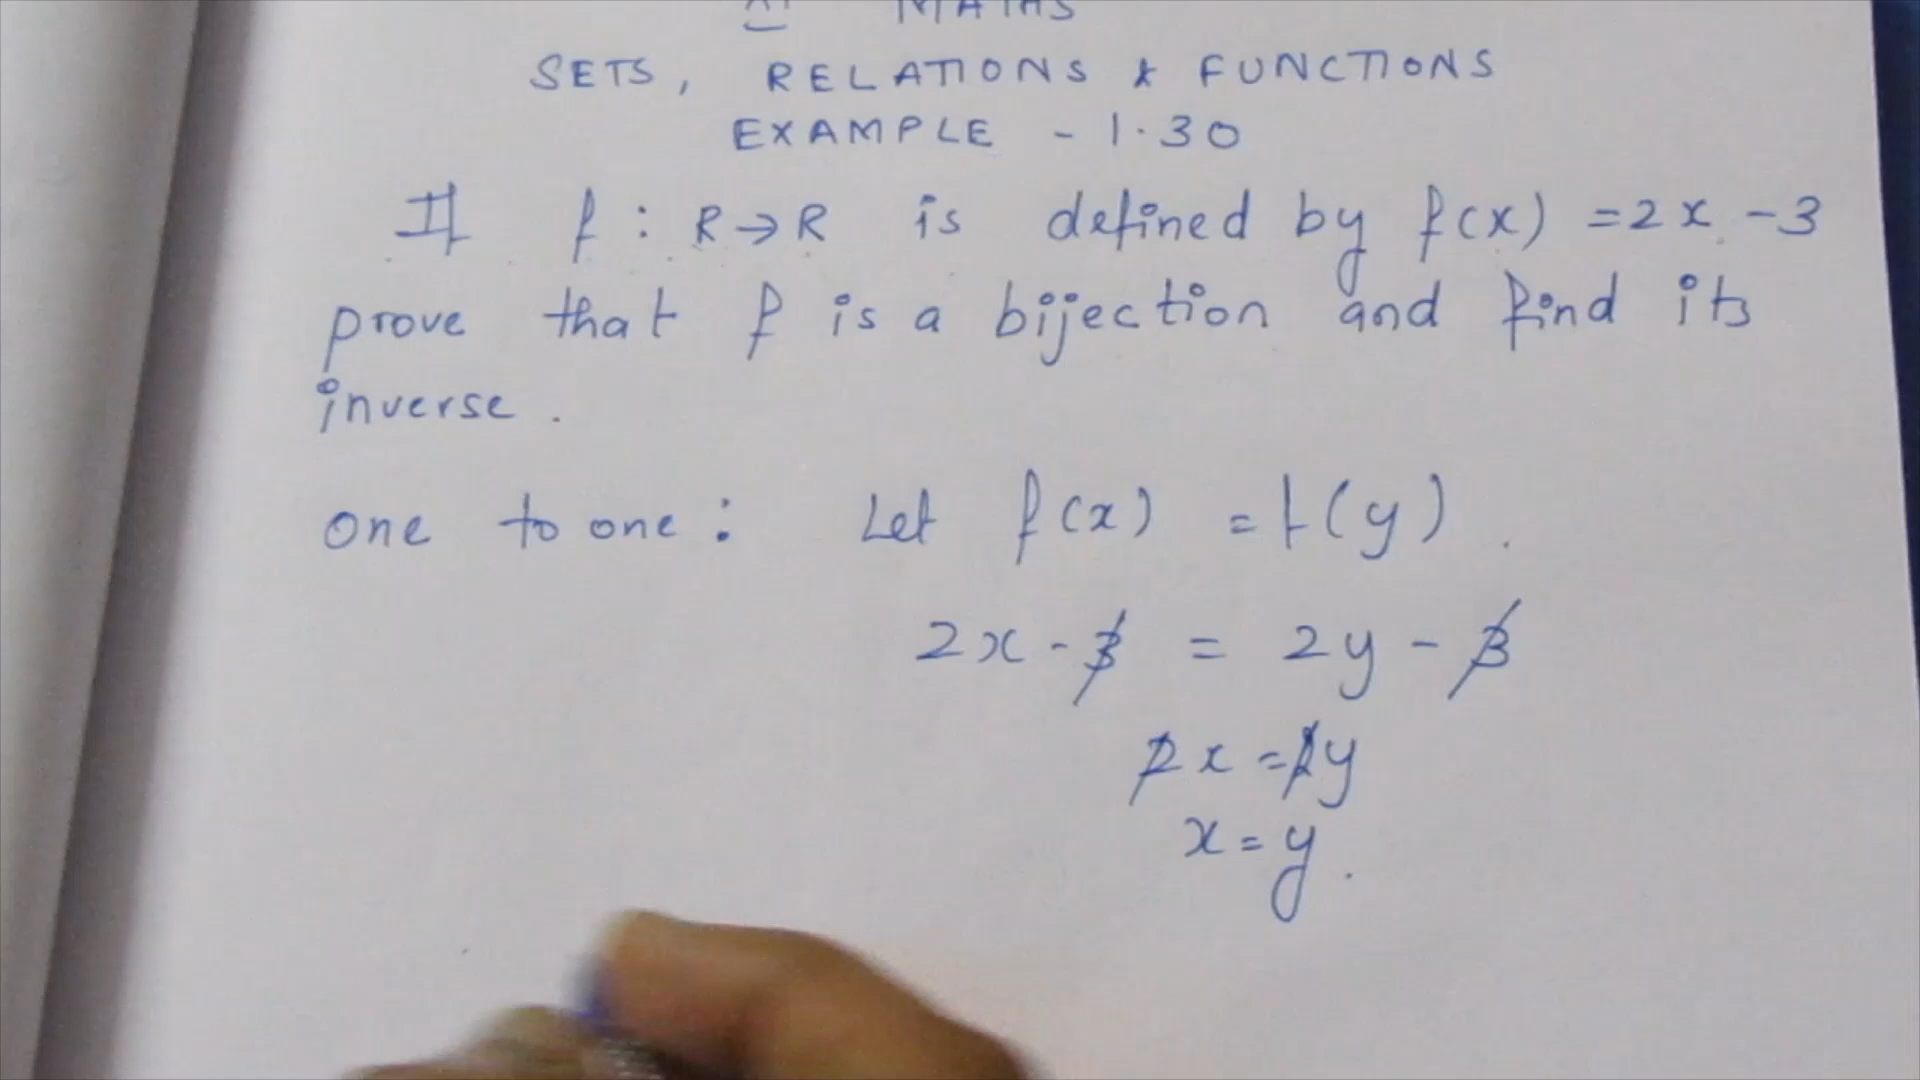 MATHS
SETS, RELATIONS & FUNCTIONS
EXAMPLE - 1.30
If f : R → R is defined by f(x) = 2x - 3
prove that f is a bijection and find its
inverse.
one to one : Let f(x) = f(y).
2x - 3 = 2y - 3
2x = 2y
x = y.